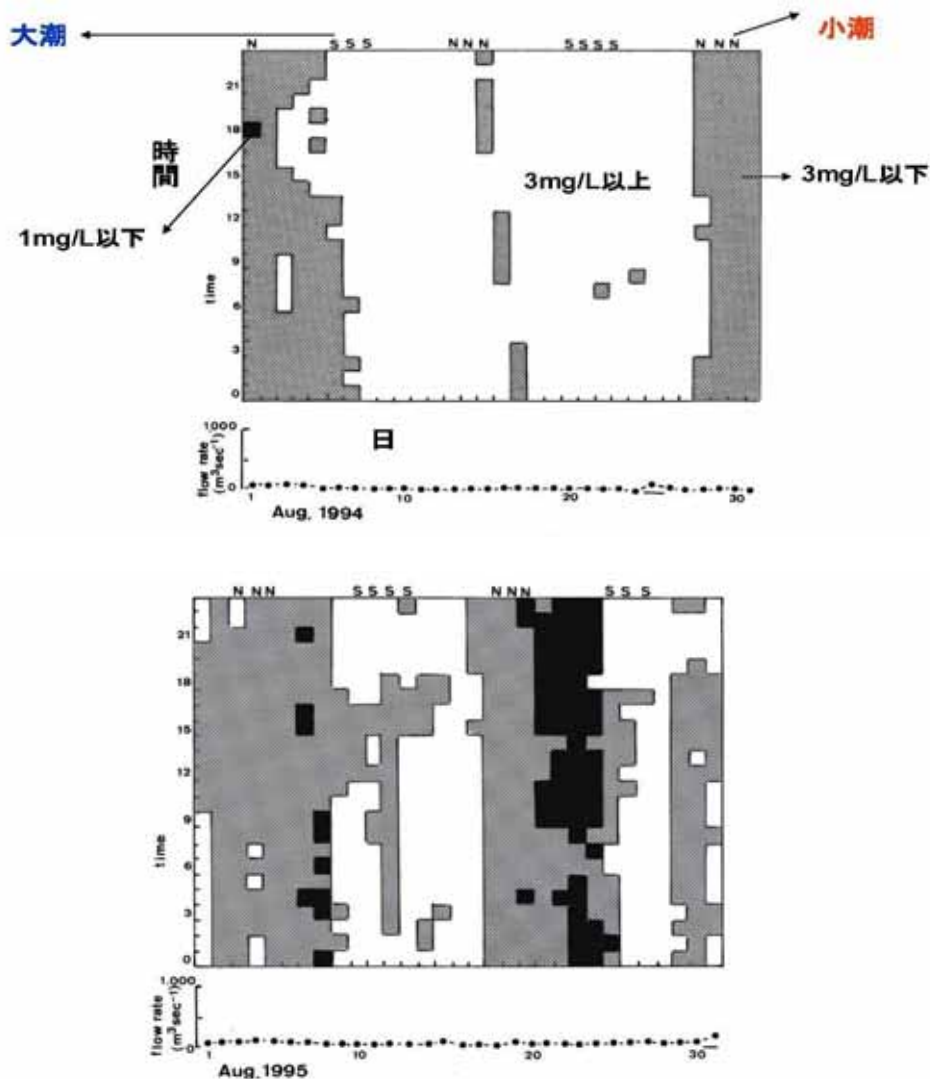 大潮
小潮
N S S S N N N S S S S N N N
21
18
15
12
9
6
3
0
time
時間
1mg/L以下
3mg/L以上
3mg/L以下
日
1,000
0
flow rate
(m³sec⁻¹)
1 10 20 30
Aug, 1994
N N N S S S S N N N S S S
21
18
15
12
9
6
3
0
time
1,000
0
flow rate
(m³sec⁻¹)
1 10 20 30
Aug,1995